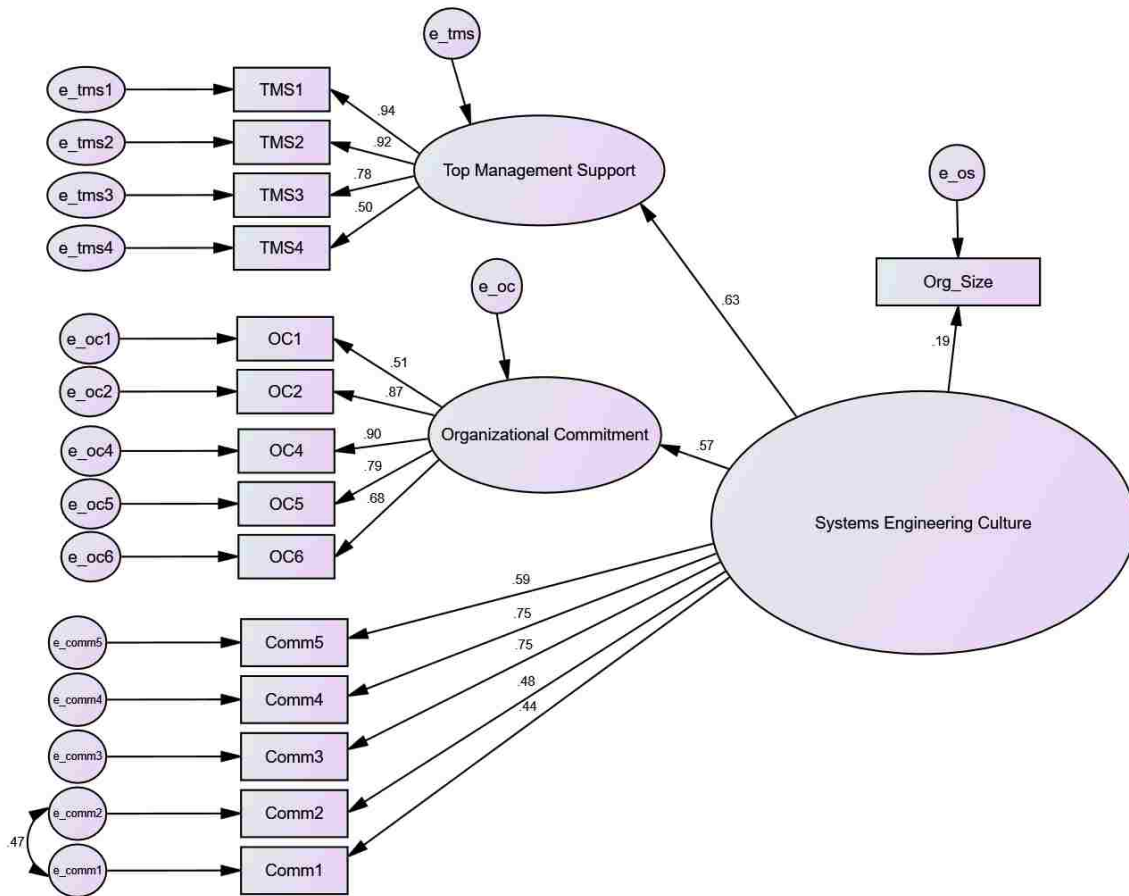 e_tms
e_tms1
TMS1
.94
e_tms2
TMS2
.92
Top Management Support
e_tms3
TMS3
.78
e_tms4
TMS4
.50
e_os
Org_Size
.63
.19
e_oc
e_oc1
OC1
.51
e_oc2
OC2
.87
e_oc4
OC4
.90
Organizational Commitment
.57
e_oc5
OC5
.79
e_oc6
OC6
.68
Systems Engineering Culture
.59
.75
.75
.48
.44
e_comm5
Comm5
e_comm4
Comm4
e_comm3
Comm3
e_comm2
Comm2
.47
e_comm1
Comm1